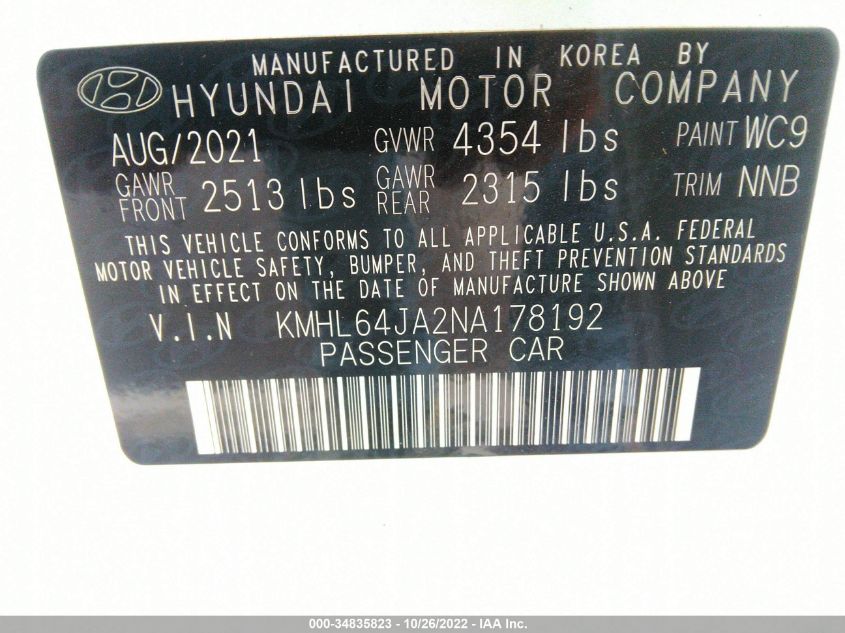 MANUFACTURED IN KOREA BY
HYUNDAI MOTOR COMPANY
AUG/2021 GVWR 4354 lbs PAINT WC9
GAWR FRONT 2513 lbs GAWR REAR 2315 lbs TRIM NNB
THIS VEHICLE CONFORMS TO ALL APPLICABLE U.S.A. FEDERAL
MOTOR VEHICLE SAFETY, BUMPER, AND THEFT PREVENTION STANDARDS
IN EFFECT ON THE DATE OF MANUFACTURE SHOWN ABOVE
V.I.N KMHL64JA2NA178192
PASSENGER CAR
000-34835823 - 10/26/2022 - IAA Inc.